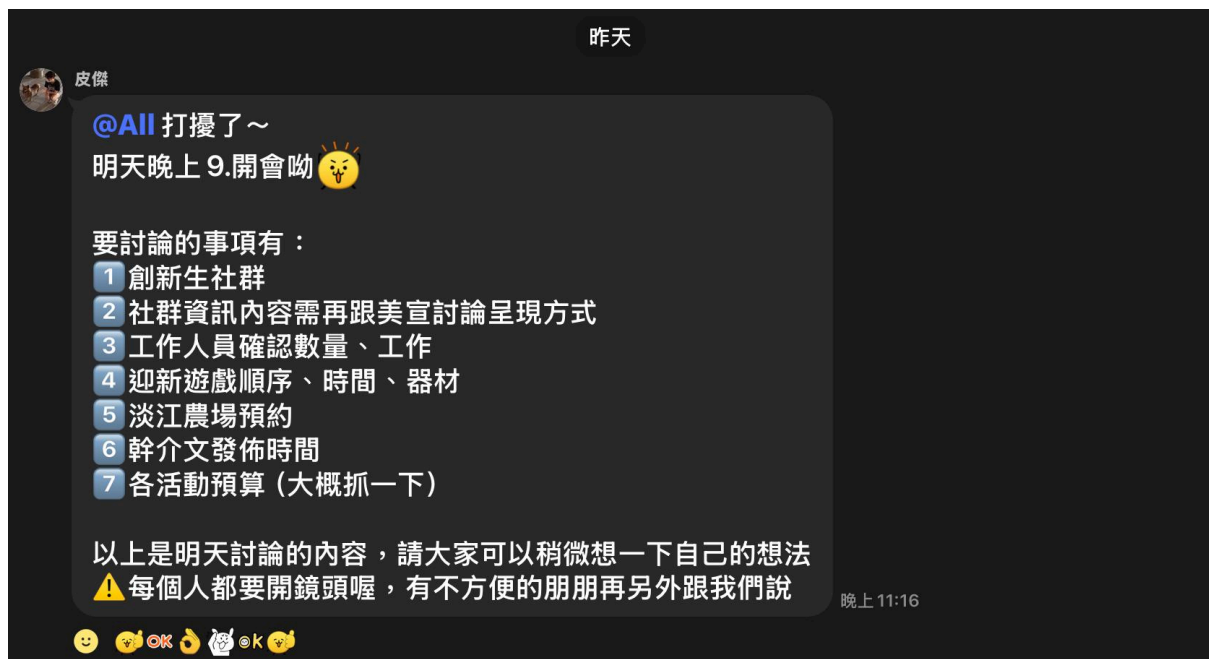 昨天
皮傑
@All 打擾了～
明天晚上 9.開會呦
要討論的事項有：
1️⃣創新生社群
2️⃣社群資訊內容需再跟美宣討論呈現方式
3️⃣工作人員確認數量、工作
4️⃣迎新遊戲順序、時間、器材
5️⃣淡江農場預約
6️⃣幹介文發佈時間
7️⃣各活動預算（大概抓一下）
以上是明天討論的內容，請大家可以稍微想一下自己的想法
⚠️每個人都要開鏡頭喔，有不方便的朋朋再另外跟我們說
晚上 11:16
OK
OK